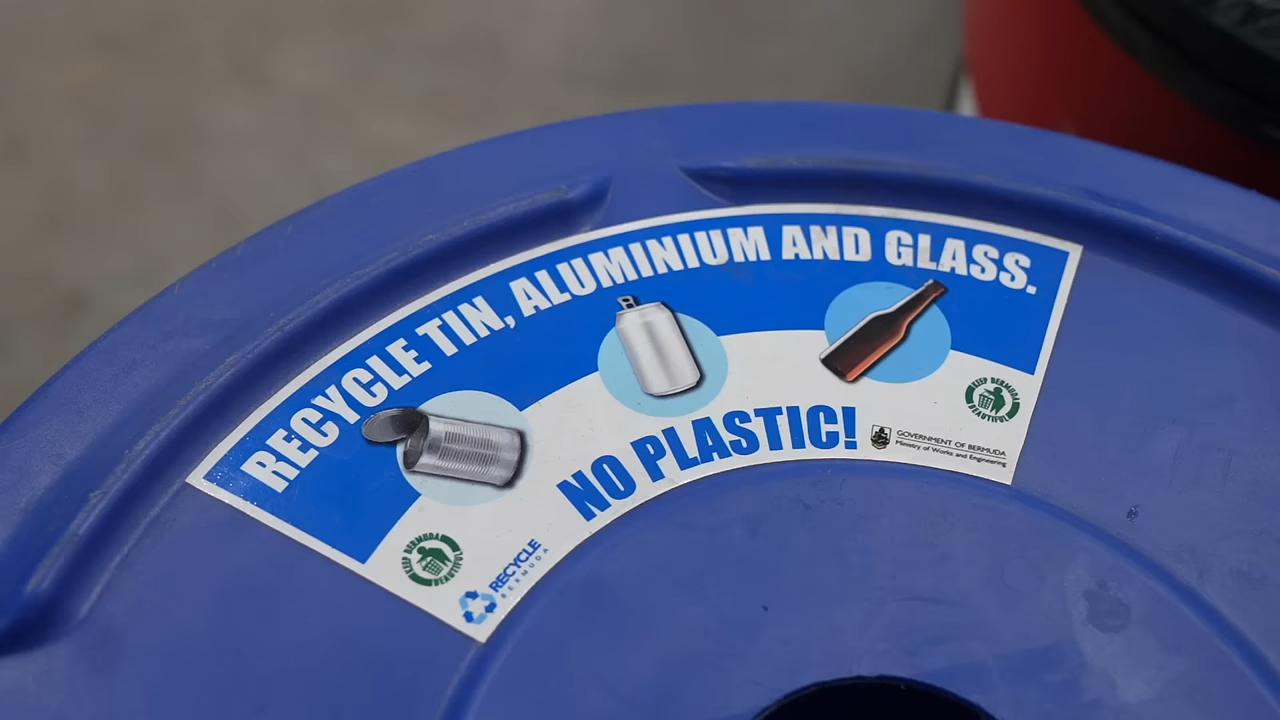 RECYCLE TIN, ALUMINIUM AND GLASS.
NO PLASTIC!
KEEP BERMUDA
BEAUTIFUL
GOVERNMENT OF BERMUDA
Ministry of Works and Engineering
KEEP BERMUDA
BEAUTIFUL
RECYCLE
BERMUDA